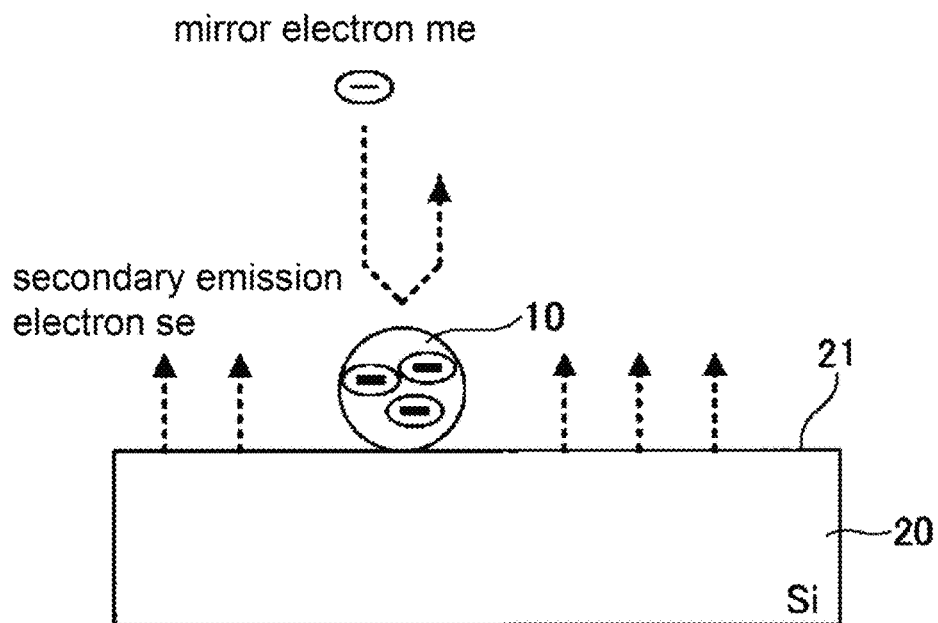 mirror electron me
secondary emission
electron se
10
21
20
Si